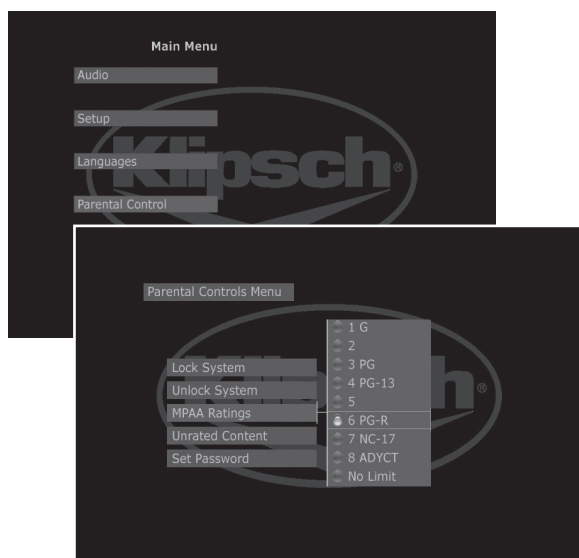 Main Menu
Audio
Setup
Languages
Parental Control
Klipsch®
Parental Controls Menu
Lock System
Unlock System
MPAA Ratings
Unrated Content
Set Password
1 G
2
3 PG
4 PG-13
5
6 PG-R
7 NC-17
8 ADYCT
No Limit
h®